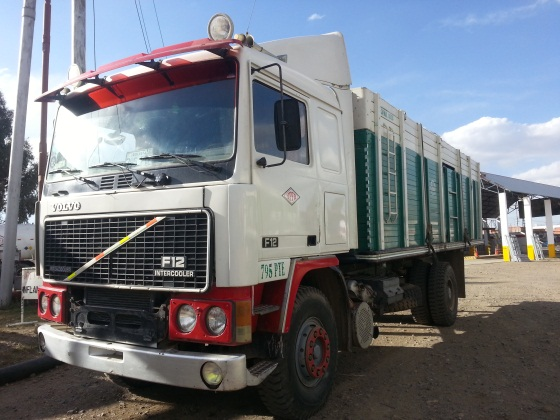 VOLVO
F12
INTERCOOLER
F12
795 PTE